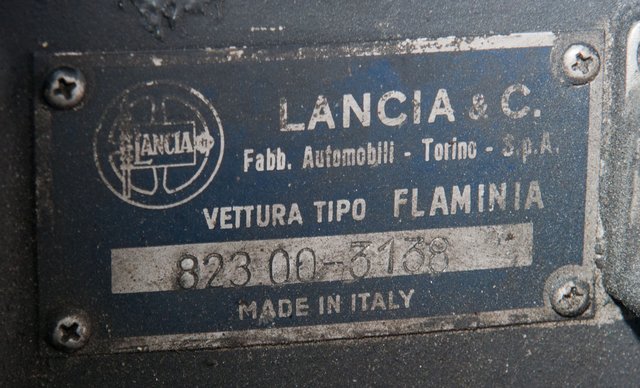 LANCIA
LANCIA & C.
Fabb. Automobili - Torino - S.p.A.
VETTURA TIPO FLAMINIA
823 00-3138
MADE IN ITALY